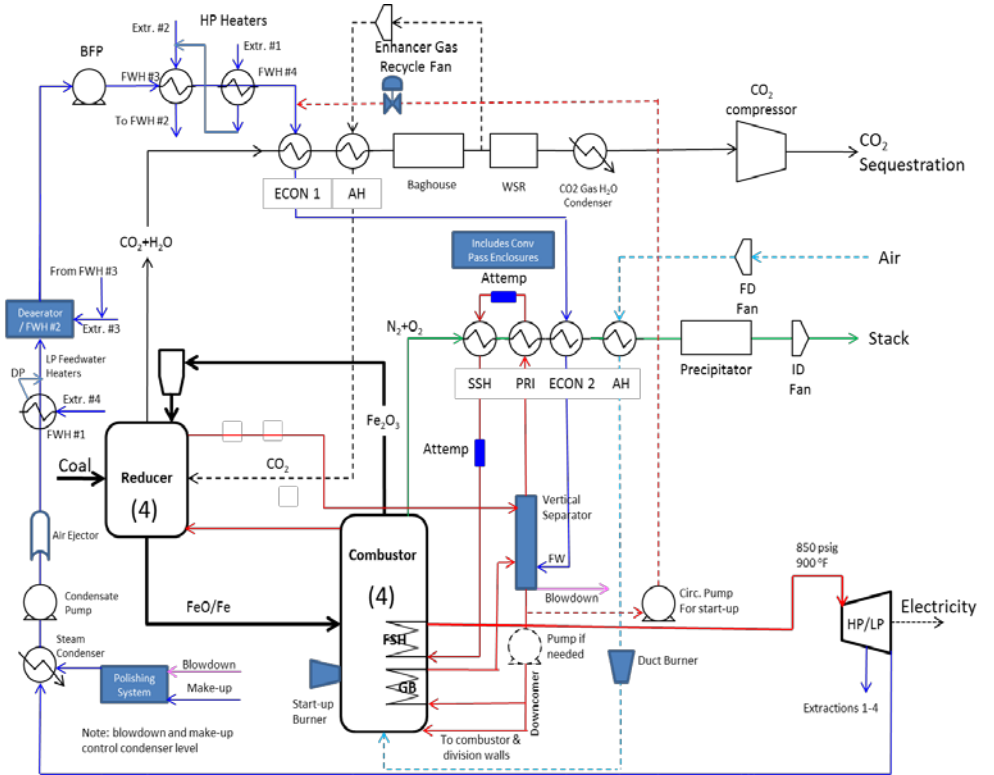 Extr. #2
HP Heaters
BFP
Extr. #1
FWH #3
FWH #4
To FWH #2
Enhancer Gas
Recycle Fan
CO2
compressor
CO2
Sequestration
ECON 1
AH
Baghouse
WSR
CO2 Gas H2O
Condenser
CO2+H2O
Includes Conv
Pass Enclosures
Attemp
Air
FD
Fan
From FWH #3
Deaerator
/ FWH #2
Extr. #3
N2+O2
Stack
Precipitator
ID
Fan
LP Feedwater
Heaters
DP
Extr. #4
FWH #1
SSH
PRI
ECON 2
AH
Fe2O3
Coal
Reducer
(4)
CO2
Attemp
Vertical
Separator
Air Ejector
Combustor
(4)
FW
Blowdown
850 psig
900 °F
Condensate
Pump
FeO/Fe
Circ. Pump
For start-up
HP/LP
Electricity
Steam
Condenser
FSH
Pump if
needed
Duct Burner
Polishing
System
Blowdown
Make-up
Start-up
Burner
GB
Downcomer
Extractions 1-4
Note: blowdown and make-up
control condenser level
To combustor &
division walls